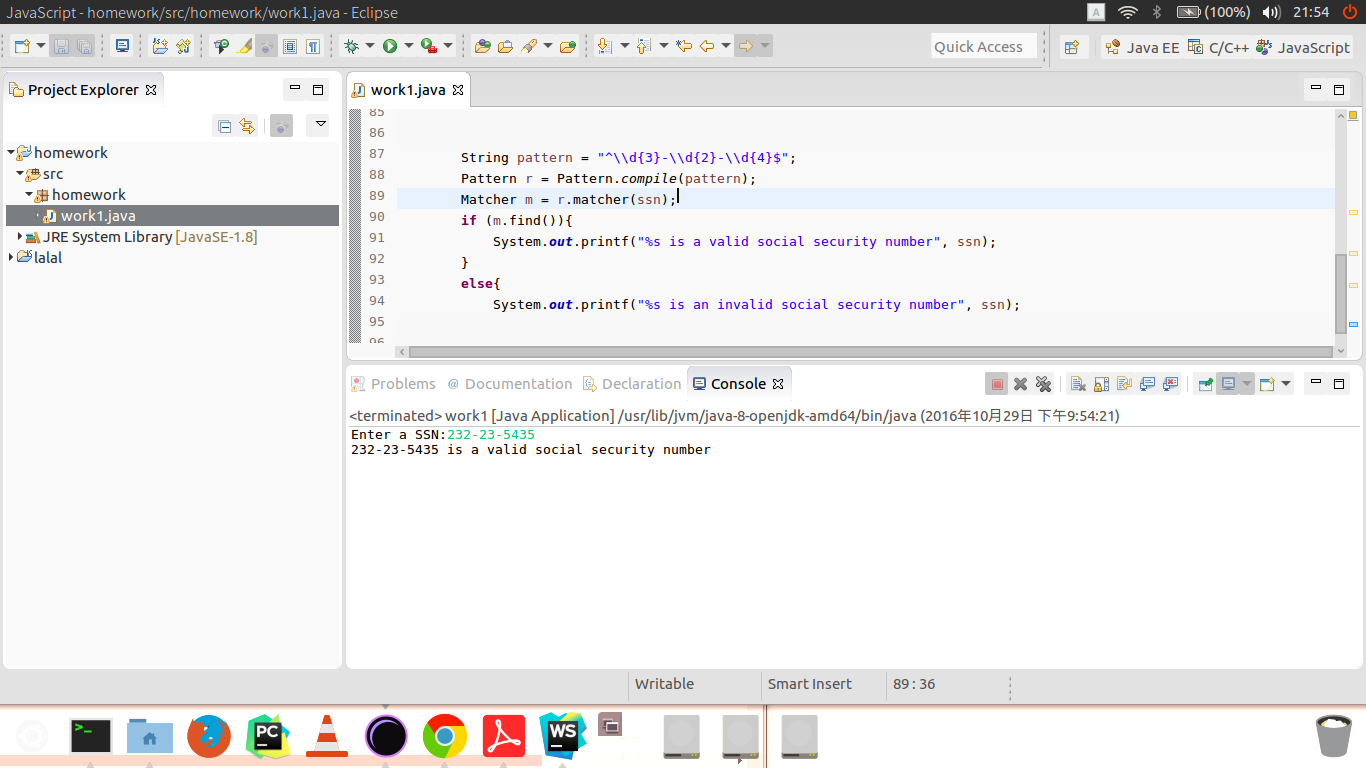 JavaScript - homework/src/homework/work1.java - Eclipse
A (100%) 21:54
Quick Access Java EE C/C++ JavaScript
Project Explorer
homework
src
homework
work1.java
JRE System Library [JavaSE-1.8]
lalal
work1.java
85
86
87 String pattern = "^\\d{3}-\\d{2}-\\d{4}$";
88 Pattern r = Pattern.compile(pattern);
89 Matcher m = r.matcher(ssn);
90 if (m.find()){
91 System.out.printf("%s is a valid social security number", ssn);
92 }
93 else{
94 System.out.printf("%s is an invalid social security number", ssn);
95
96
Problems @ Documentation Declaration Console
<terminated> work1 [Java Application] /usr/lib/jvm/java-8-openjdk-amd64/bin/java (2016年10月29日 下午9:54:21)
Enter a SSN:232-23-5435
232-23-5435 is a valid social security number
Writable Smart Insert 89 : 36
>_ PC WS